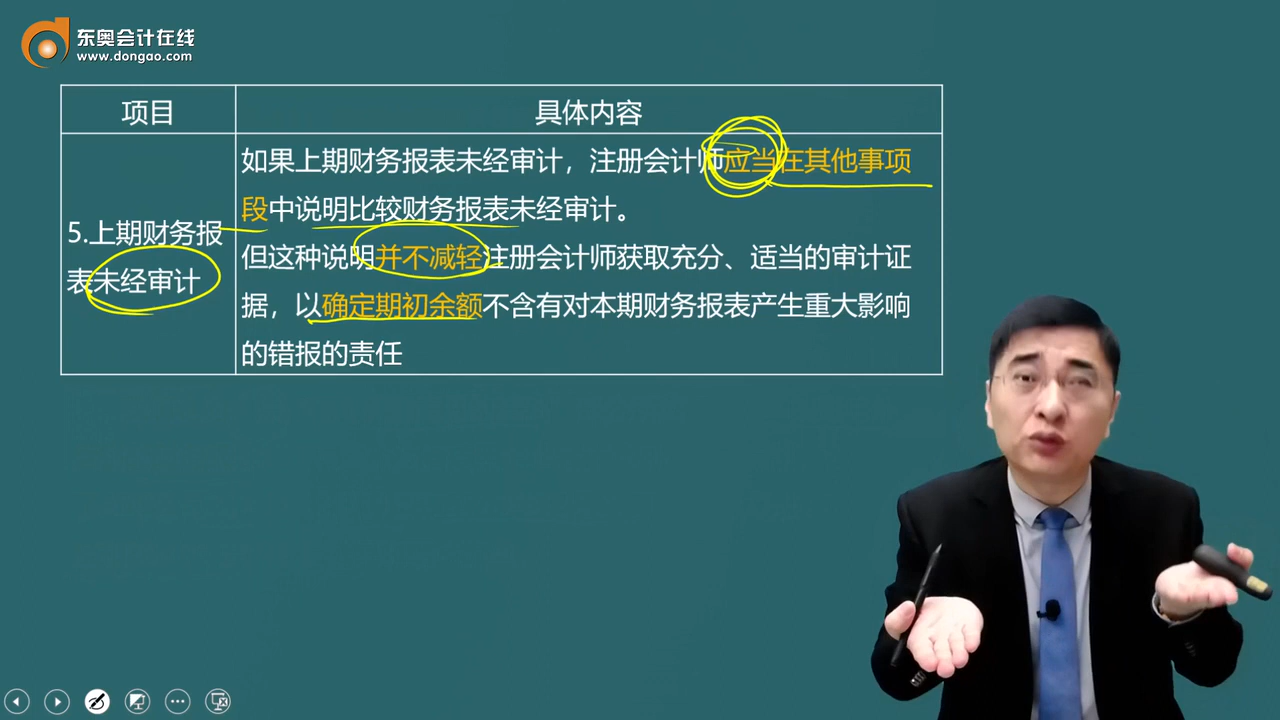 东奥会计在线
www.dongao.com
项目
具体内容
5.上期财务报
表未经审计
如果上期财务报表未经审计，注册会计师应当在其他事项
段中说明比较财务报表未经审计。
但这种说明并不减轻注册会计师获取充分、适当的审计证
据，以确定期初余额不含有对本期财务报表产生重大影响
的错报的责任